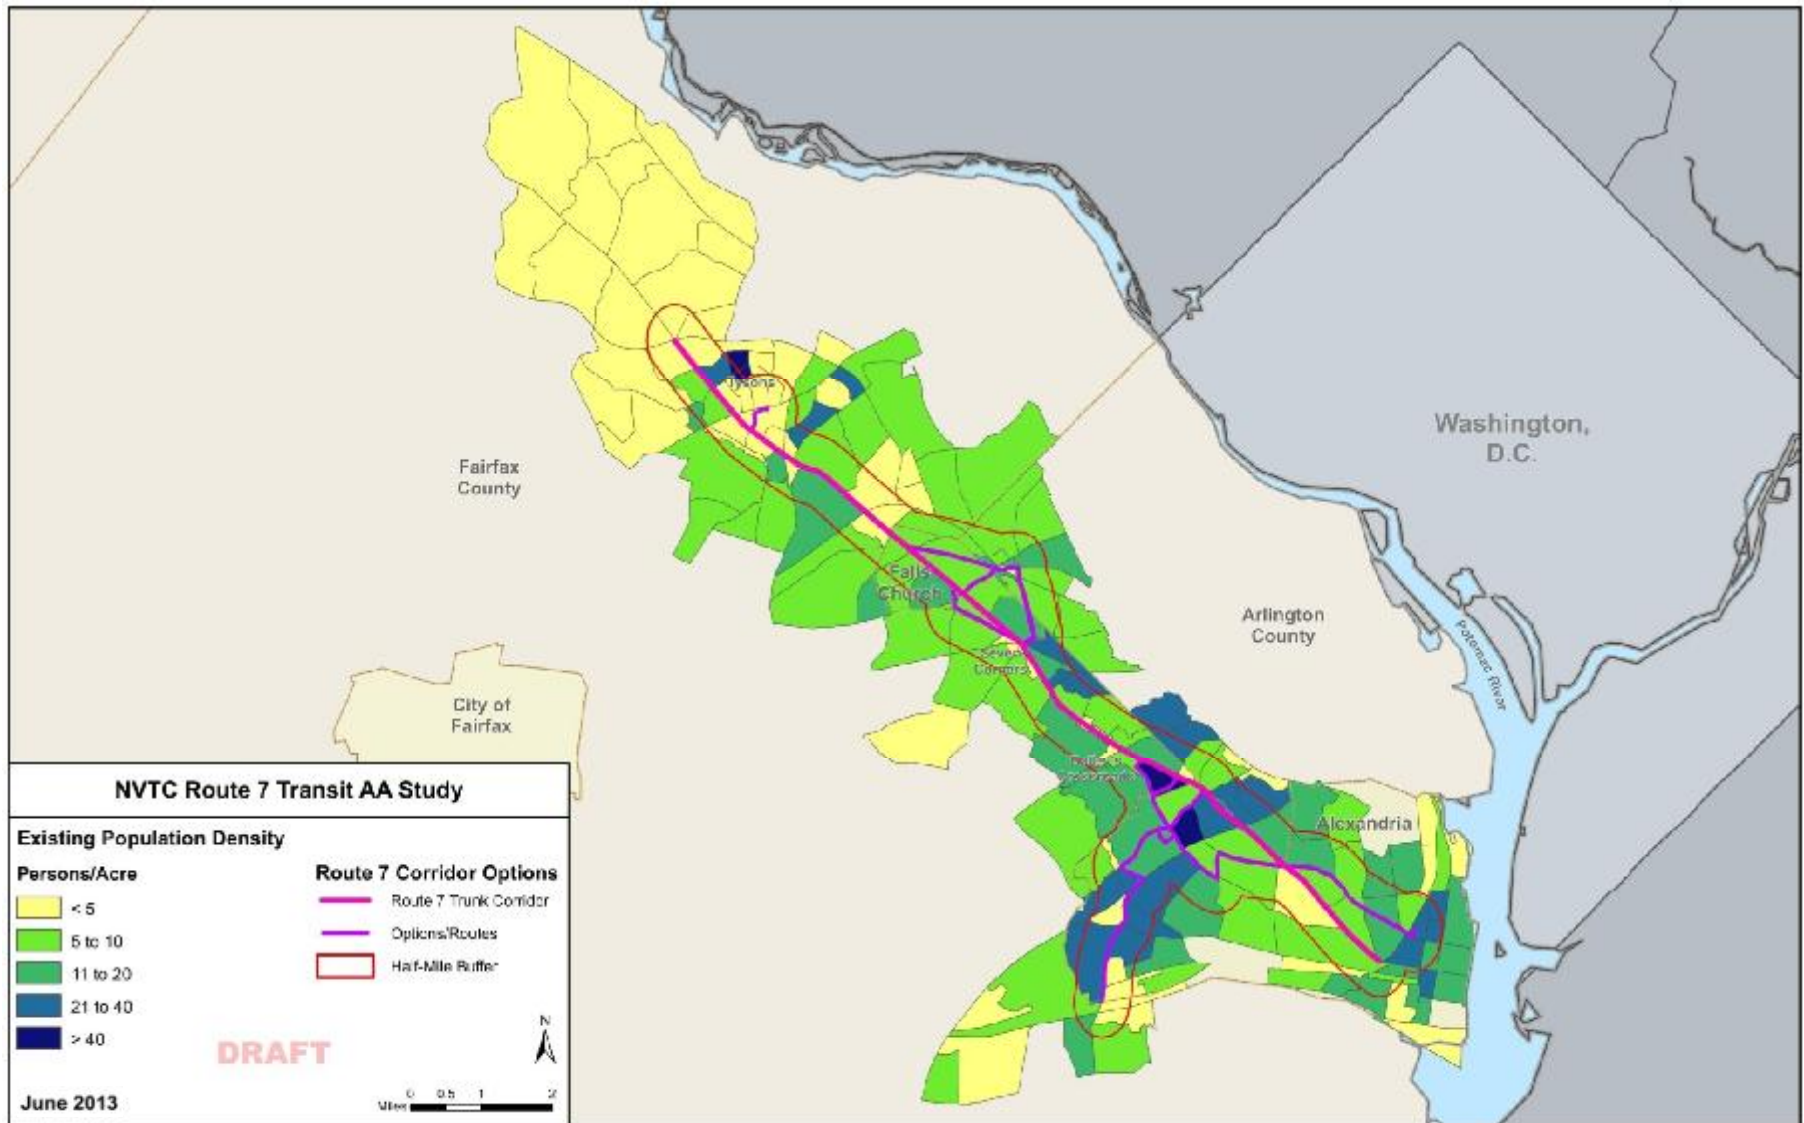 Washington,
D.C.
Tysons
Fairfax
County
Falls
Church
Arlington
County
Potomac River
Seven
Corners
City of
Fairfax
Alexandria
NVTC Route 7 Transit AA Study
Existing Population Density
Persons/Acre
< 5
5 to 10
11 to 20
21 to 40
> 40
Route 7 Corridor Options
Route 7 Trunk Corridor
Options/Routes
Half-Mile Buffer
DRAFT
N
June 2013
0 0.5 1 2
Miles